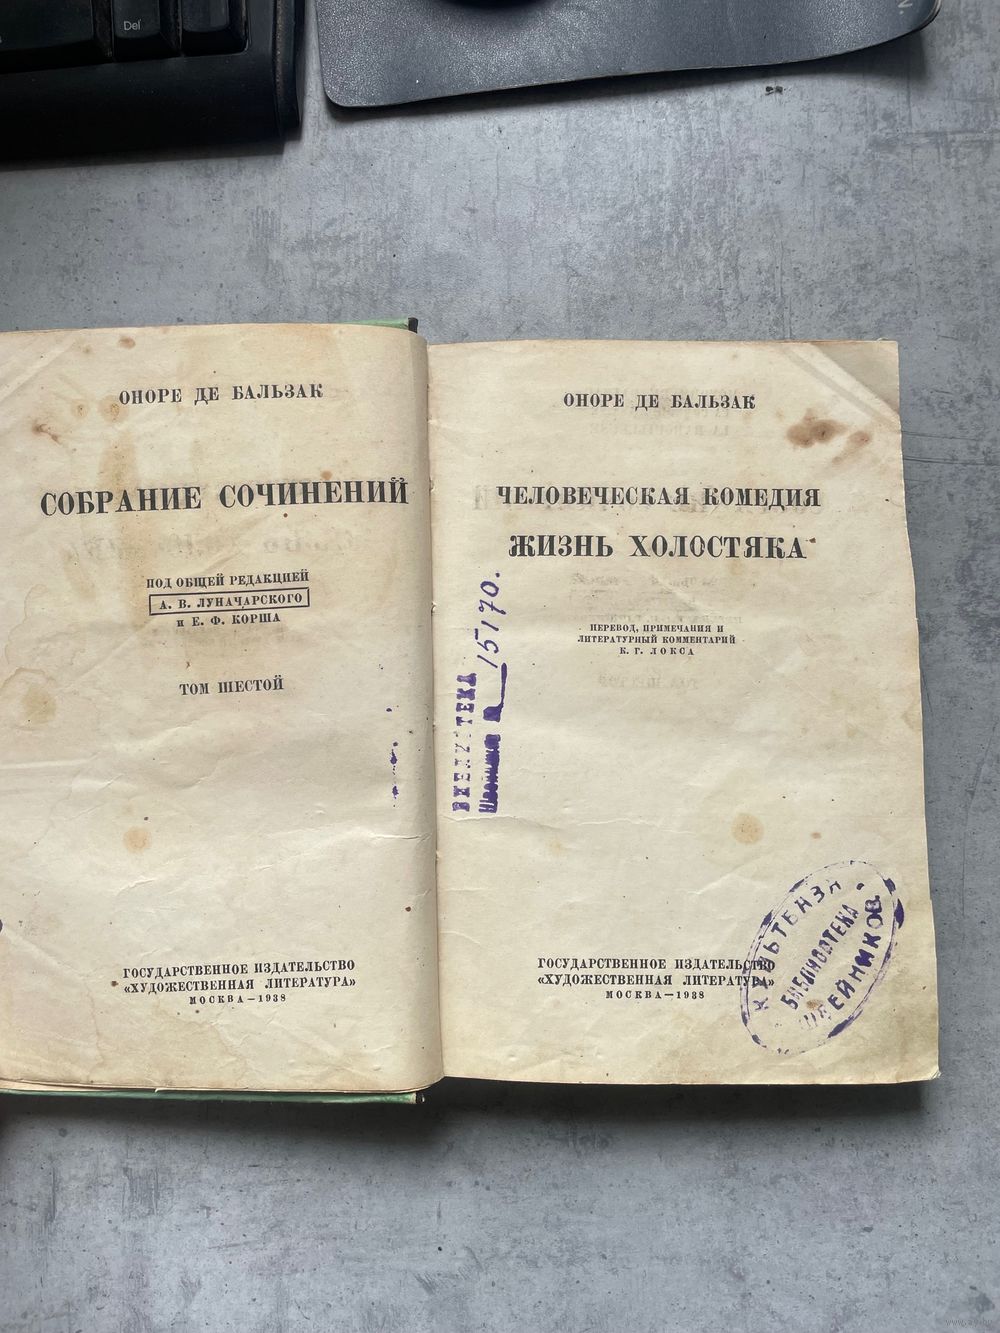 Del
ОНОРЕ ДЕ БАЛЬЗАК
СОБРАНИЕ СОЧИНЕНИЙ
ПОД ОБЩЕЙ РЕДАКЦИЕЙ
А. В. ЛУНАЧАРСКОГО
И Е. Ф. КОРША
ТОМ ШЕСТОЙ
ГОСУДАРСТВЕННОЕ ИЗДАТЕЛЬСТВО
«ХУДОЖЕСТВЕННАЯ ЛИТЕРАТУРА»
МОСКВА — 1938
ОНОРЕ ДЕ БАЛЬЗАК
ЧЕЛОВЕЧЕСКАЯ КОМЕДИЯ
ЖИЗНЬ ХОЛОСТЯКА
ПЕРЕВОД, ПРИМЕЧАНИЯ И
ЛИТЕРАТУРНЫЙ КОММЕНТАРИЙ
К. Г. ЛОКСА
БИБЛИОТЕКА
15170.
ГОСУДАРСТВЕННОЕ ИЗДАТЕЛЬСТВО
«ХУДОЖЕСТВЕННАЯ ЛИТЕРАТУРА»
МОСКВА — 1938
БИБЛИОТЕКА
ШВЕЙНИКОВ